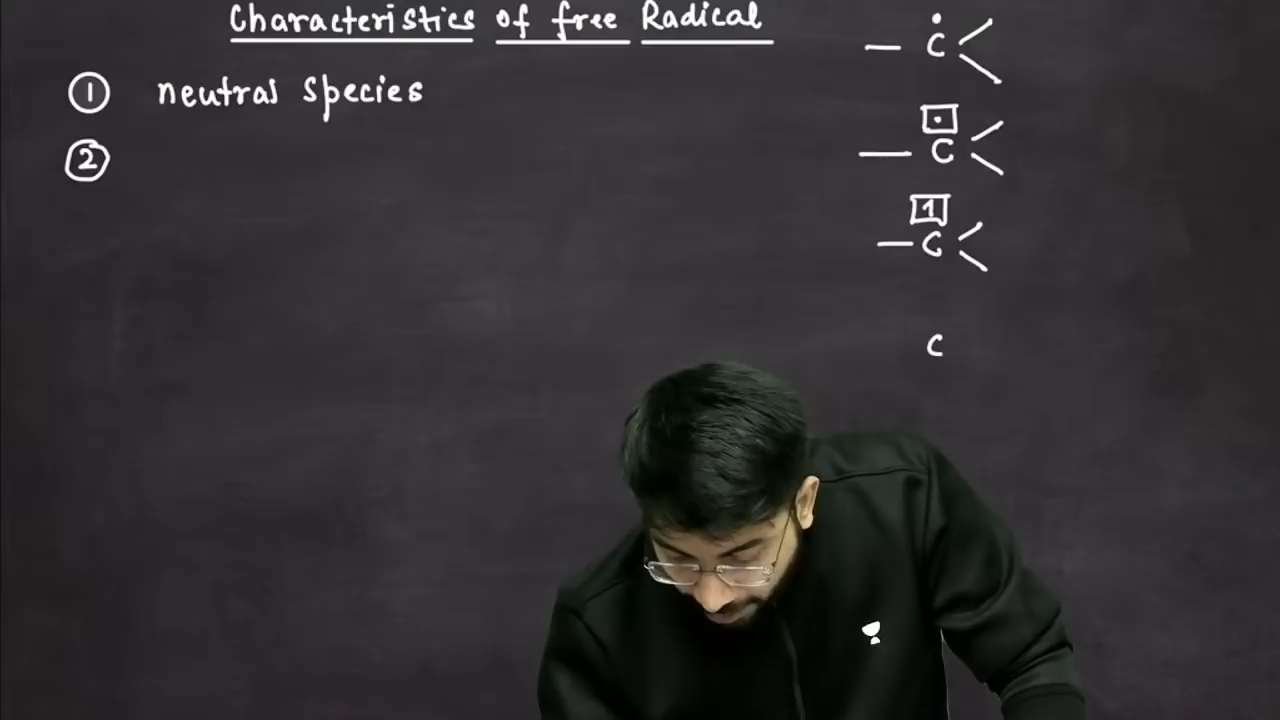 Characteristics of free Radical
① neutral species
②
Ċ
C
1
C
C